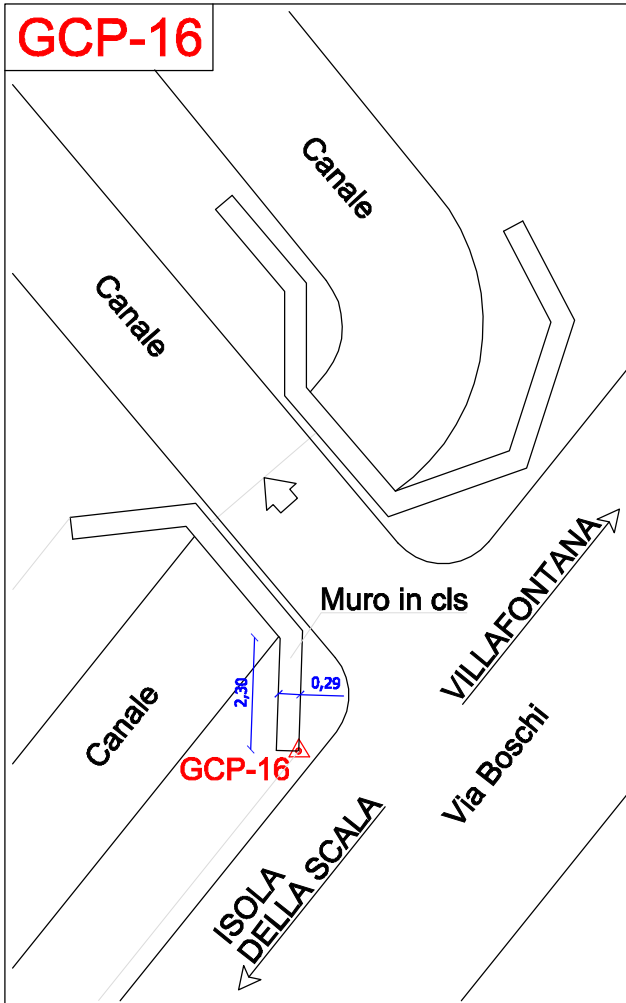 GCP-16
Canale
Canale
Muro in cls
VILLAFONTANA
0,29
2,30
Canale
GCP-16
Via Boschi
ISOLA
DELLA SCALA